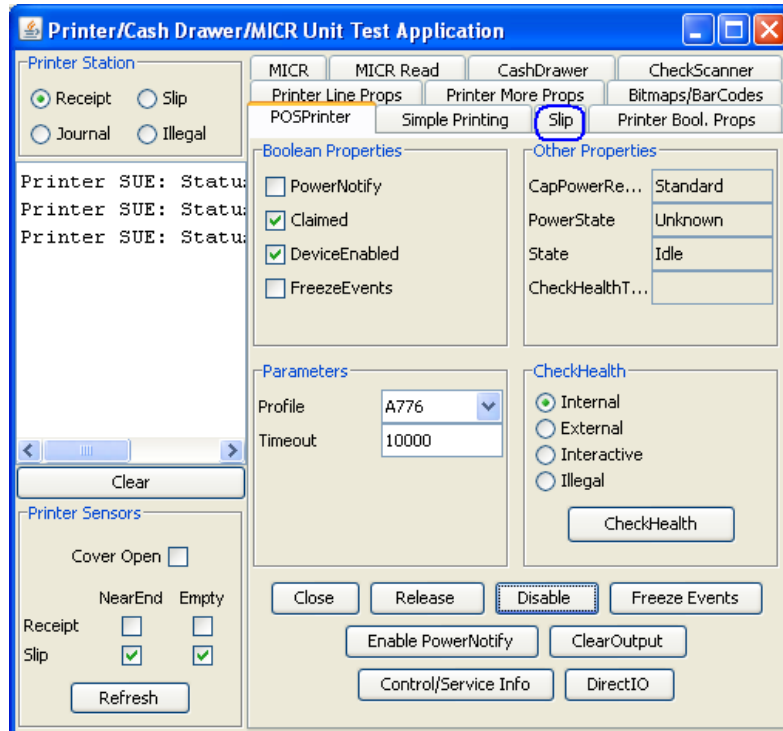 Printer/Cash Drawer/MICR Unit Test Application
Printer Station
Receipt Slip
Journal Illegal
Printer SUE: Statu
Printer SUE: Statu
Printer SUE: Statu
Clear
Printer Sensors
Cover Open
NearEnd Empty
Receipt
Slip
Refresh
MICR MICR Read CashDrawer CheckScanner
Printer Line Props Printer More Props Bitmaps/BarCodes
POSPrinter Simple Printing Slip Printer Bool. Props
Boolean Properties
PowerNotify
Claimed
DeviceEnabled
FreezeEvents
Other Properties
CapPowerRe... Standard
PowerState Unknown
State Idle
CheckHealthT...
Parameters
Profile A776
Timeout 10000
CheckHealth
Internal
External
Interactive
Illegal
CheckHealth
Close Release Disable Freeze Events
Enable PowerNotify ClearOutput
Control/Service Info DirectIO